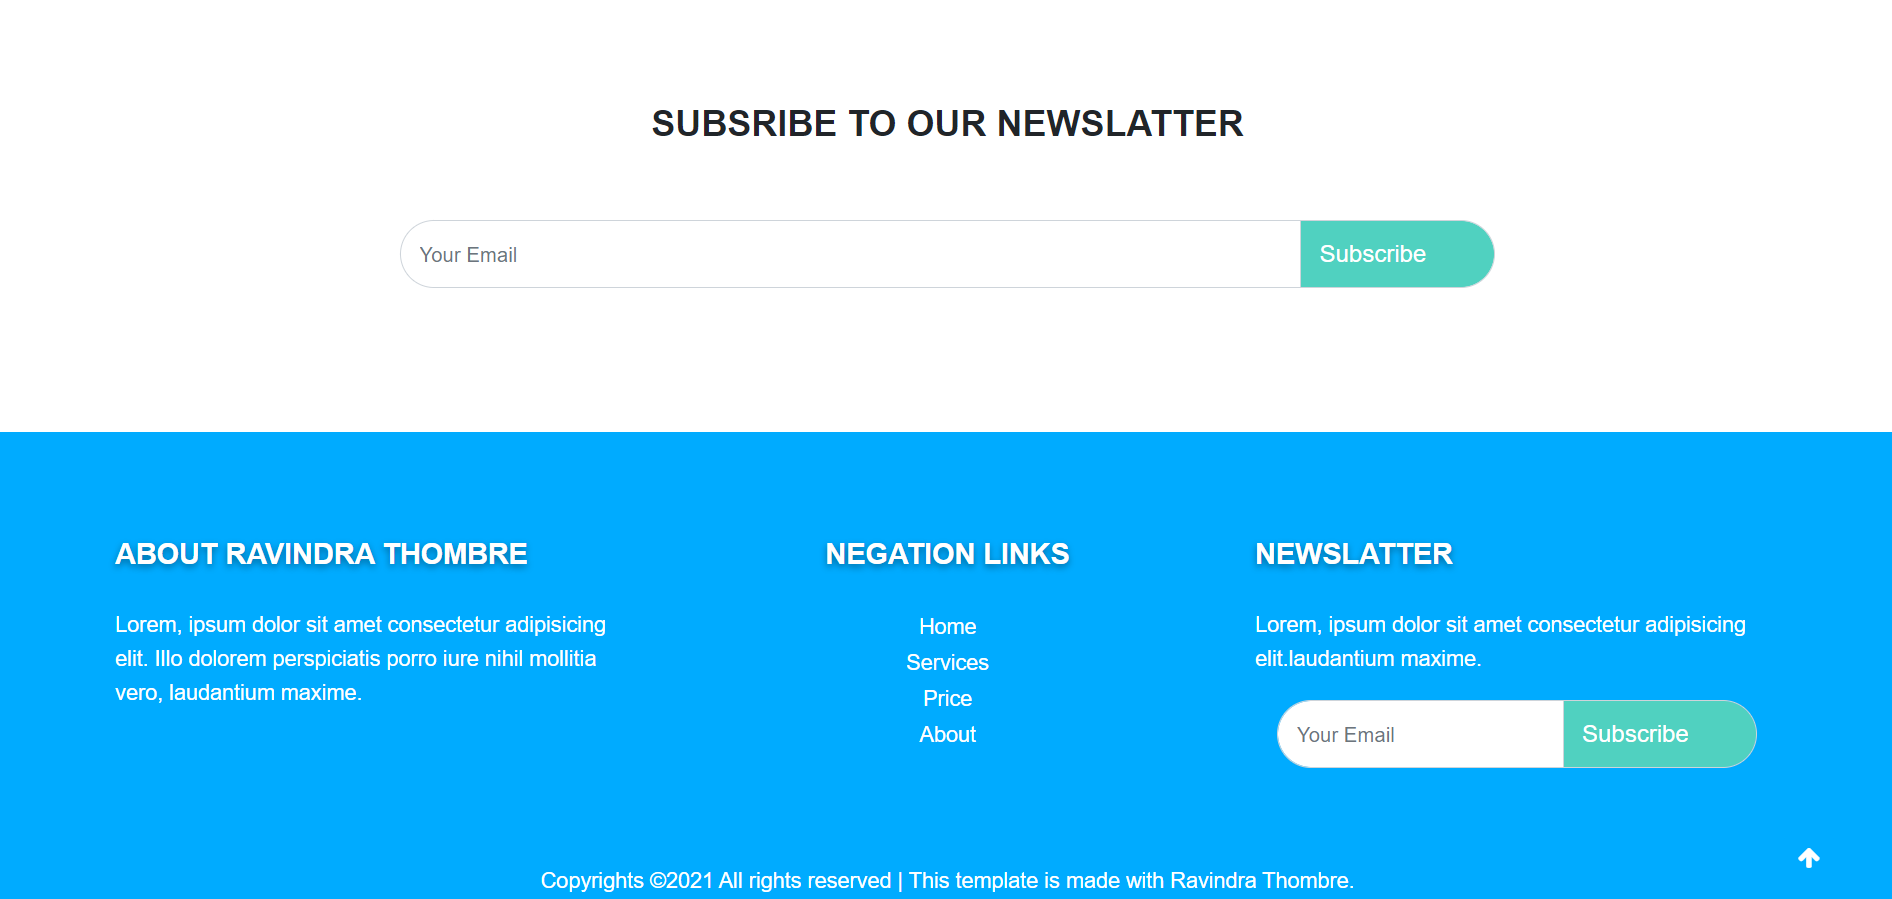 SUBSRIBE TO OUR NEWSLATTER
Your Email
Subscribe
ABOUT RAVINDRA THOMBRE
Lorem, ipsum dolor sit amet consectetur adipisicing
elit. Illo dolorem perspiciatis porro iure nihil mollitia
vero, laudantium maxime.
NEGATION LINKS
Home
Services
Price
About
NEWSLATTER
Lorem, ipsum dolor sit amet consectetur adipisicing
elit.laudantium maxime.
Your Email
Subscribe
Copyrights ©2021 All rights reserved | This template is made with Ravindra Thombre.